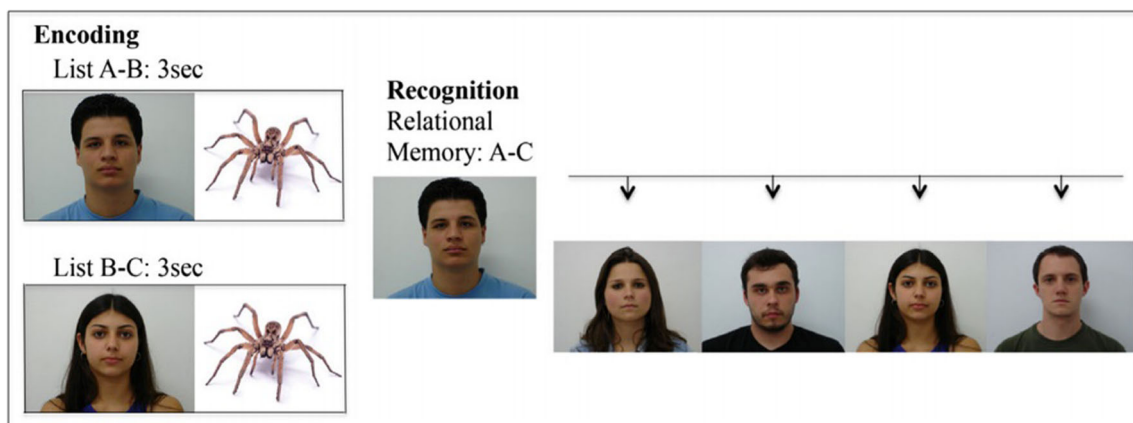 Encoding
List A-B: 3sec
List B-C: 3sec
Recognition
Relational
Memory: A-C